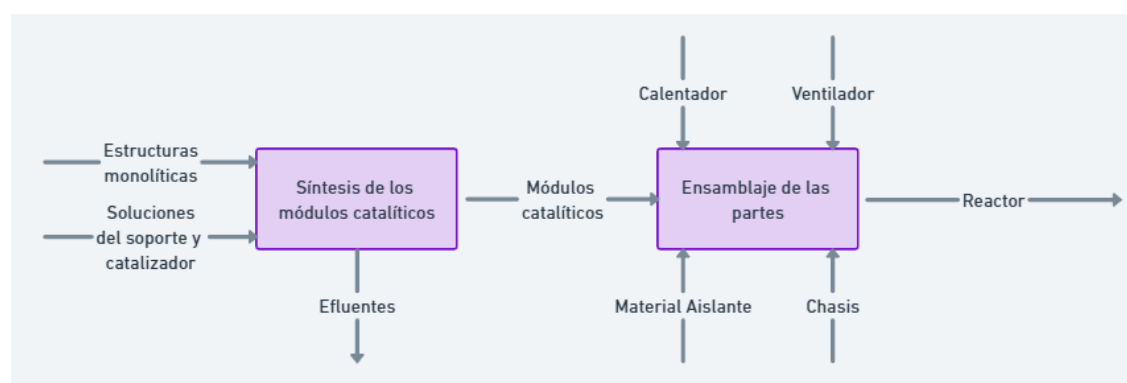 Calentador
Ventilador
Estructuras
monolíticas
Soluciones
del soporte y
catalizador
Síntesis de los
módulos catalíticos
Módulos
catalíticos
Ensamblaje de las
partes
Reactor
Efluentes
Material Aislante
Chasis